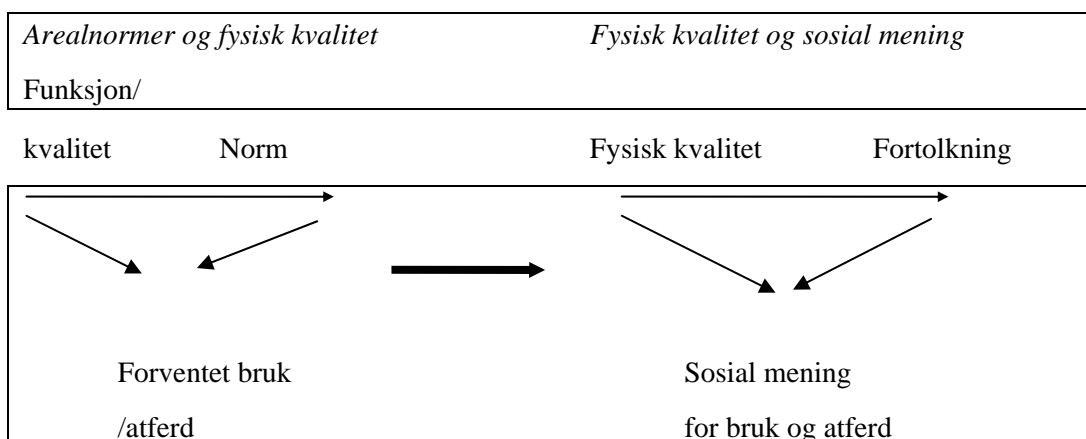 Arealnormer og fysisk kvalitet Fysisk kvalitet og sosial mening
Funksjon/
kvalitet Norm Fysisk kvalitet Fortolkning
Forventet bruk Sosial mening
/atferd for bruk og atferd